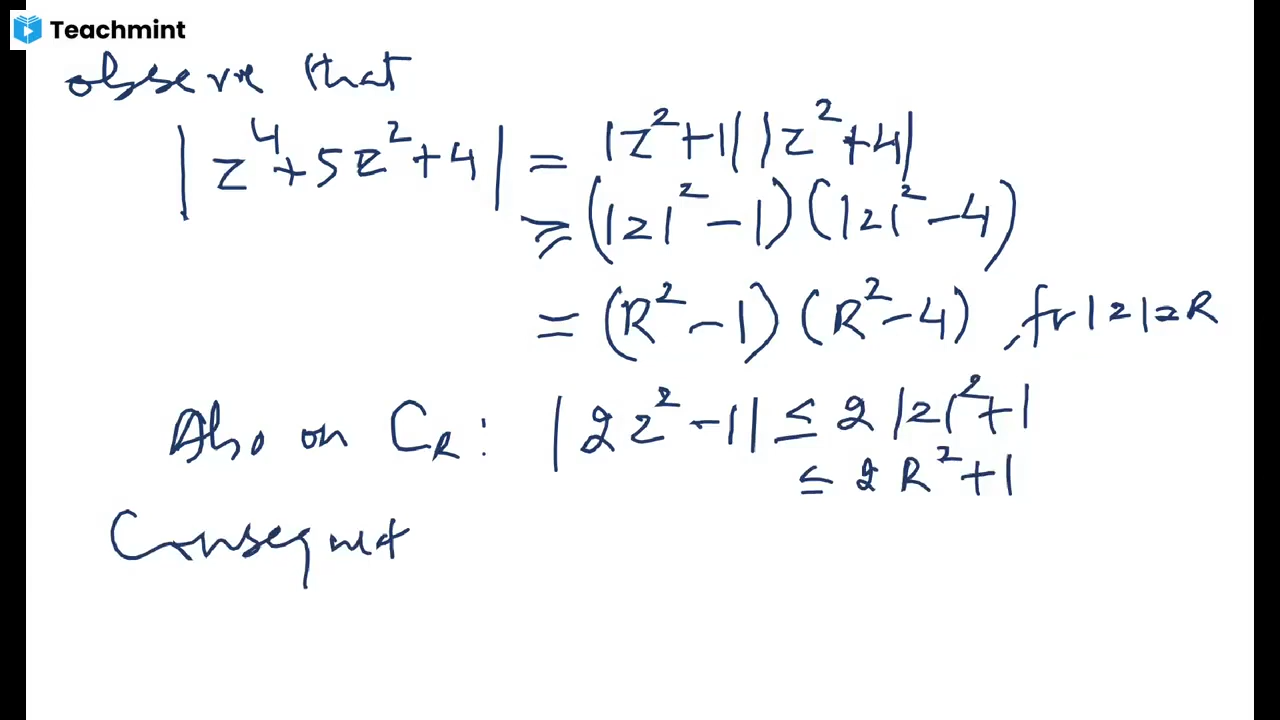 Teachmint
observe that
|z⁴+5z²+4| = |z²+1| |z²+4|
≥ (|z|²-1)(|z|²-4)
= (R²-1)(R²-4), for |z|=R
Also on C_R: |2z²-1| ≤ 2|z|²+1
≤ 2R²+1